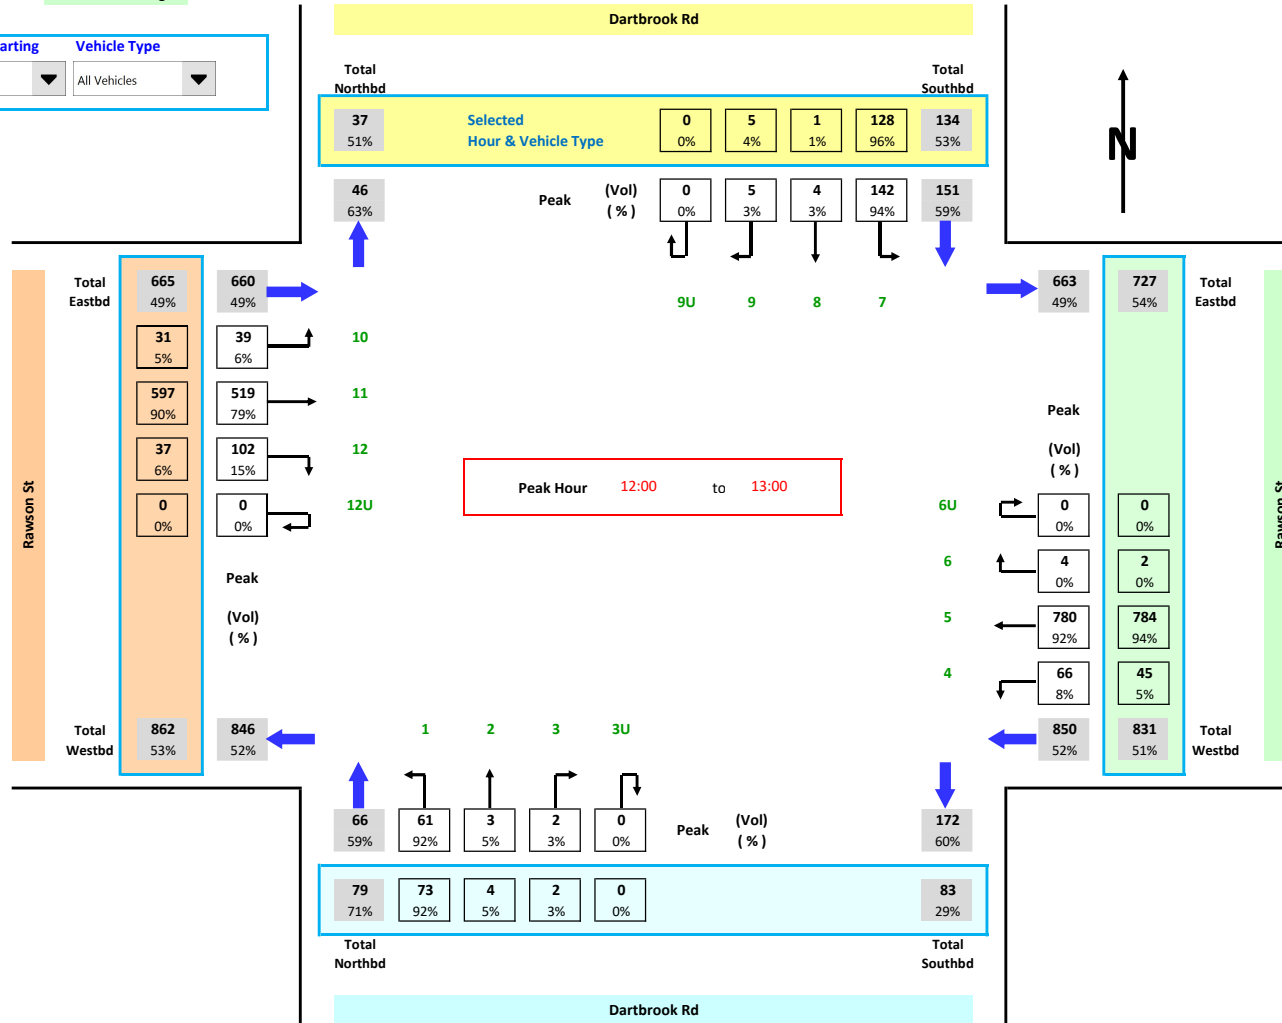 Dartbrook Rd
arting Vehicle Type
All Vehicles
Total Northbd
Total Southbd
37 51%
Selected Hour & Vehicle Type
0 0%
5 4%
1 1%
128 96%
134 53%
N
46 63%
Peak
(Vol) ( % )
0 0%
5 3%
4 3%
142 94%
151 59%
Total Eastbd
665 49%
660 49%
9U 9 8 7
663 49%
727 54%
Total Eastbd
31 5%
39 6%
10
597 90%
519 79%
11
Peak
(Vol) ( % )
37 6%
102 15%
12
Rawson St
Peak Hour 12:00 to 13:00
Rawson St
0 0%
0 0%
12U
6U
0 0%
0 0%
Peak
(Vol) ( % )
6
4 0%
2 0%
5
780 92%
784 94%
4
66 8%
45 5%
Total Westbd
862 53%
846 52%
1 2 3 3U
850 52%
831 51%
Total Westbd
66 59%
61 92%
3 5%
2 3%
0 0%
Peak
(Vol) ( % )
172 60%
79 71%
73 92%
4 5%
2 3%
0 0%
83 29%
Total Northbd
Total Southbd
Dartbrook Rd